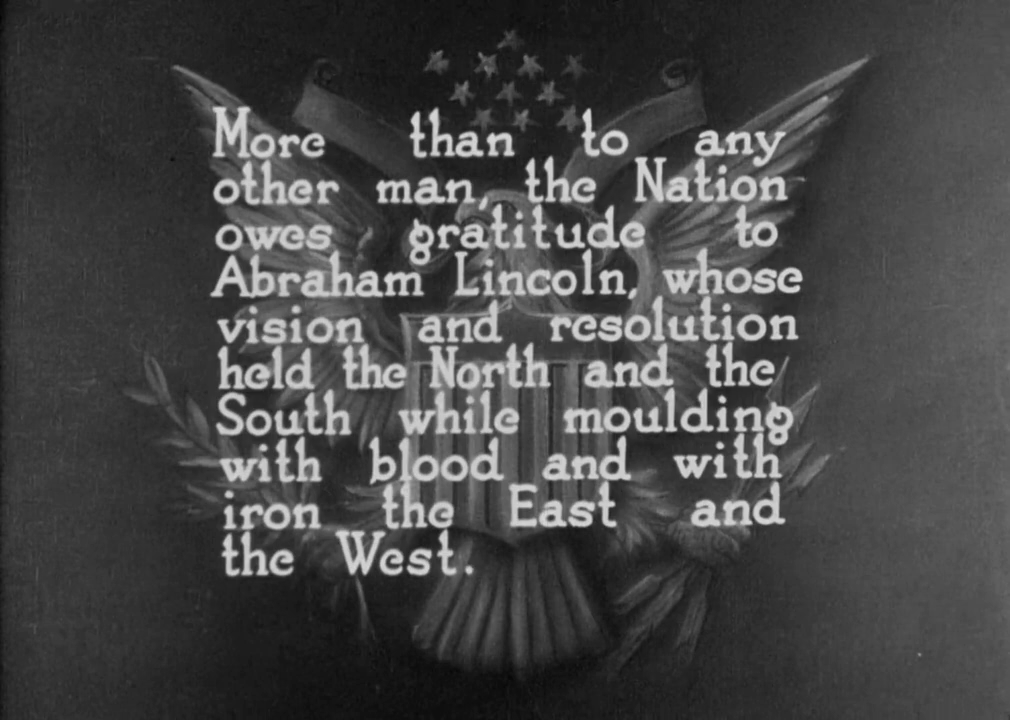 More than to any
other man, the Nation
owes gratitude to
Abraham Lincoln, whose
vision and resolution
held the North and the
South while moulding
with blood and with
iron the East and
the West.